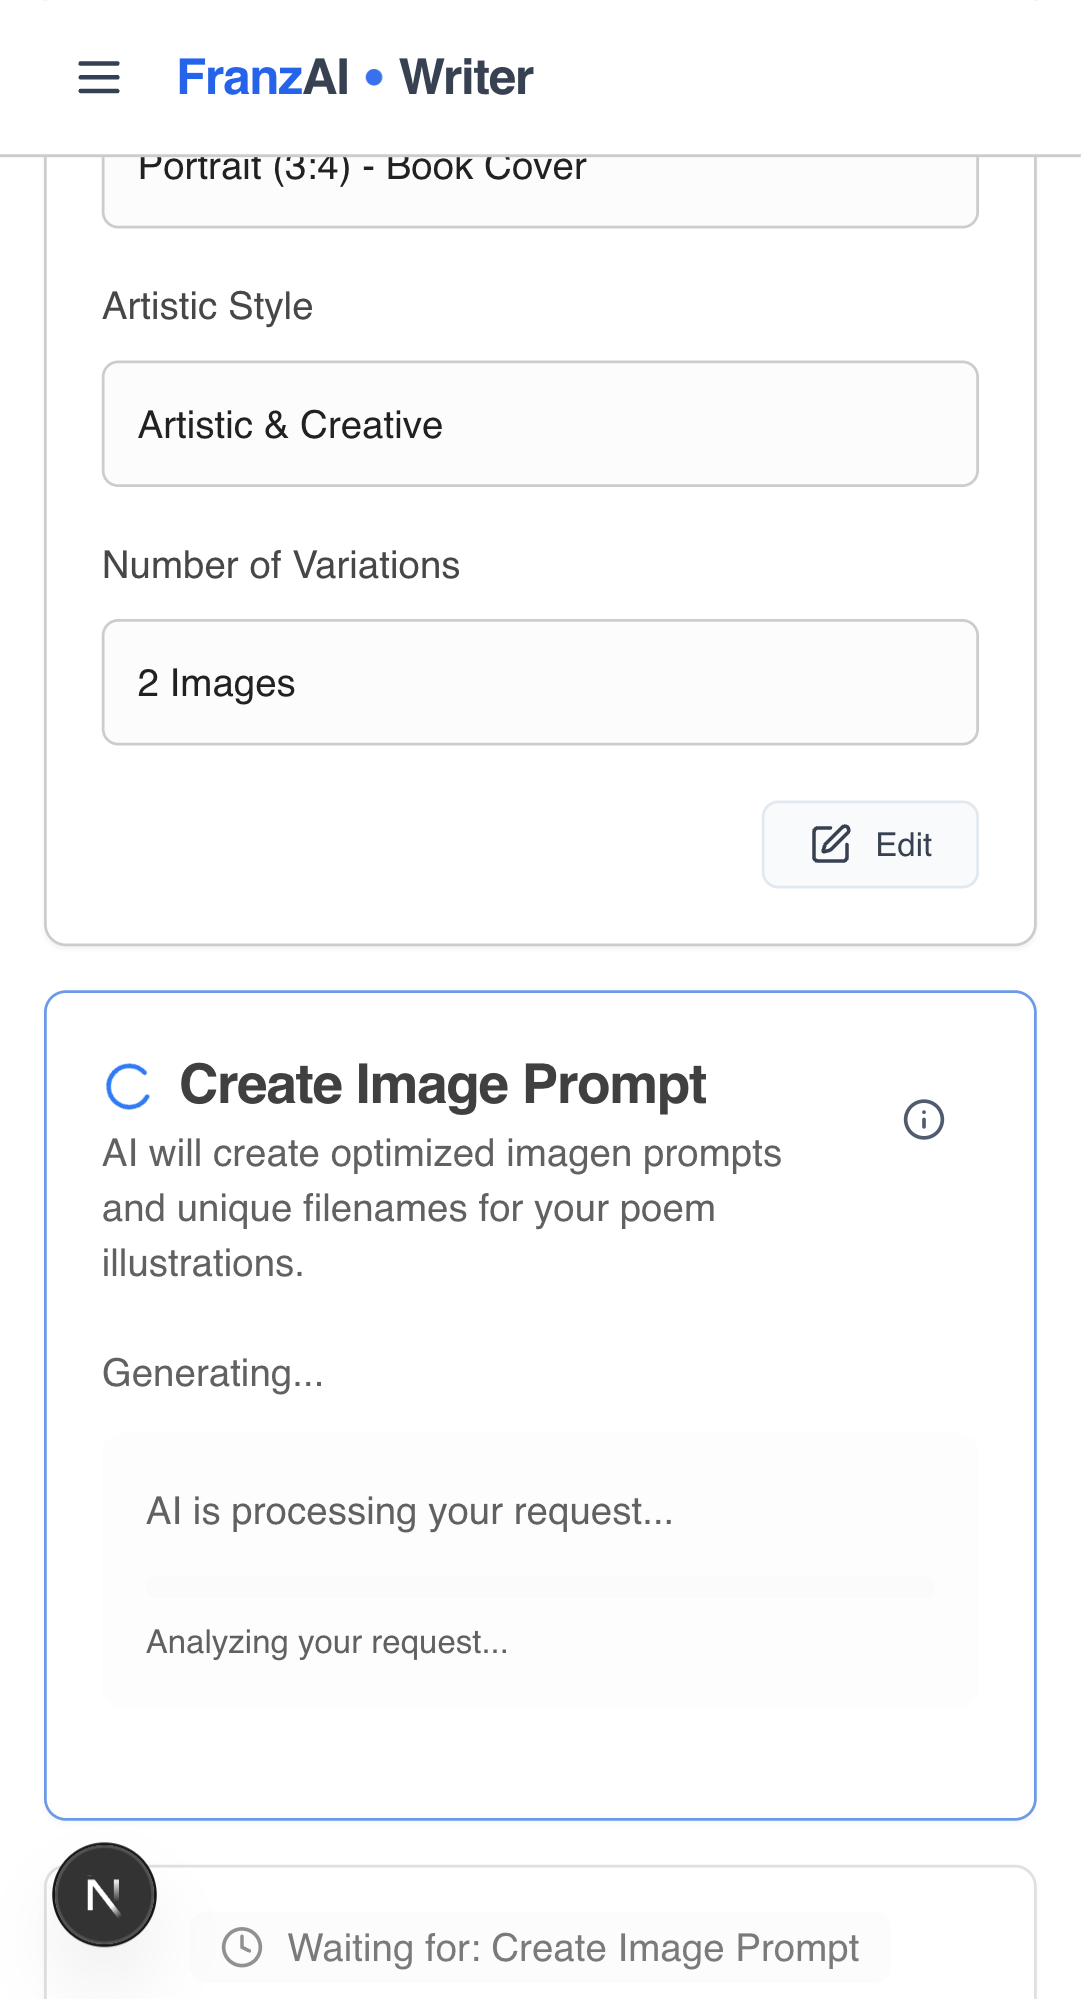 FranzAI • Writer
Portrait (3:4) - Book Cover
Artistic Style
Artistic & Creative
Number of Variations
2 Images
Edit
Create Image Prompt
AI will create optimized imagen prompts
and unique filenames for your poem
illustrations.
Generating...
AI is processing your request...
Analyzing your request...
N
Waiting for: Create Image Prompt